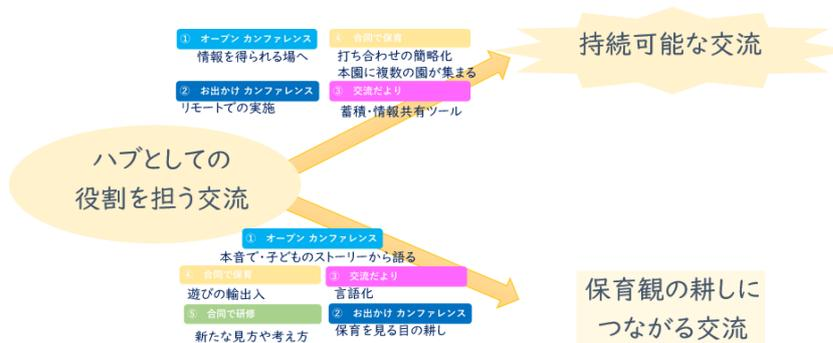 ① オープン カンファレンス
情報を得られる場へ
④ 合同で保育
打ち合わせの簡略化
本園に複数の園が集まる
② お出かけ カンファレンス
リモートでの実施
③ 交流だより
蓄積・情報共有ツール
持続可能な交流
ハブとしての
役割を担う交流
① オープン カンファレンス
本音で・子どものストーリーから語る
④ 合同で保育
遊びの輸出入
③ 交流だより
言語化
⑤ 合同で研修
新たな見方や考え方
② お出かけ カンファレンス
保育を見る目の耕し
保育観の耕しに
つながる交流